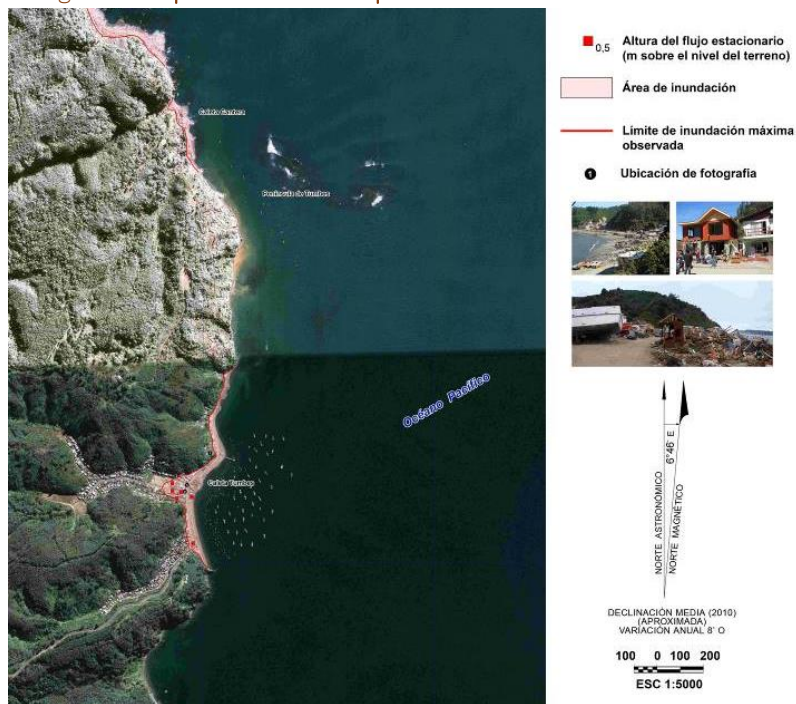 Caleta Cantera
Península de Tumbes
Océano Pacífico
Caleta Tumbes
0,5 Altura del flujo estacionario
(m sobre el nivel del terreno)
Área de inundación
Límite de inundación máxima
observada
1 Ubicación de fotografía
NORTE ASTRONÓMICO
NORTE MAGNÉTICO
6°46' E
DECLINACIÓN MEDIA (2010)
(APROXIMADA)
VARIACIÓN ANUAL 8' O
100 0 100 200
ESC 1:5000